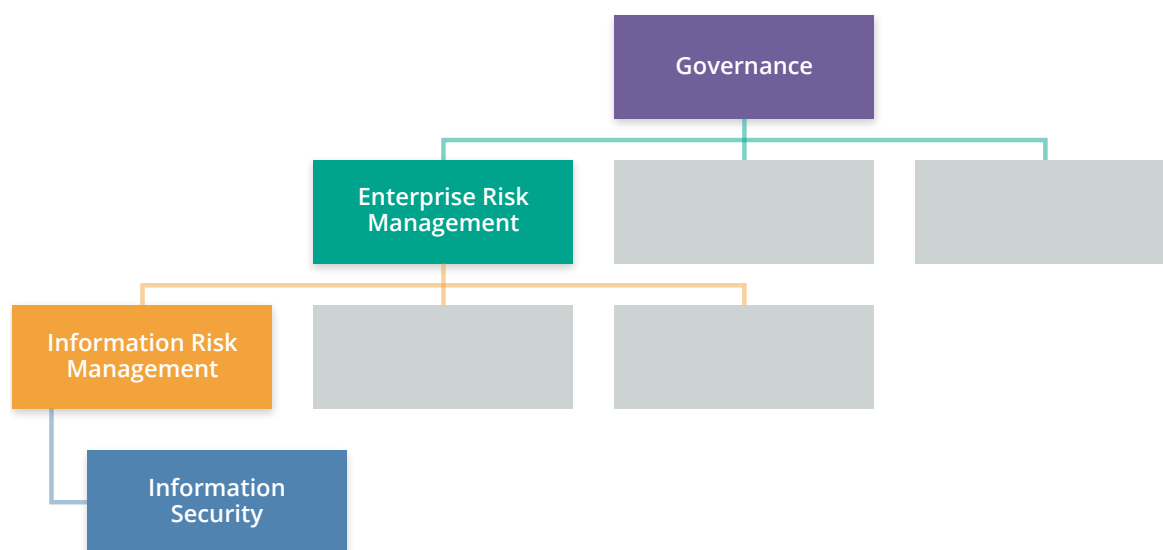 Governance
Enterprise Risk
Management
Information Risk
Management
Information
Security